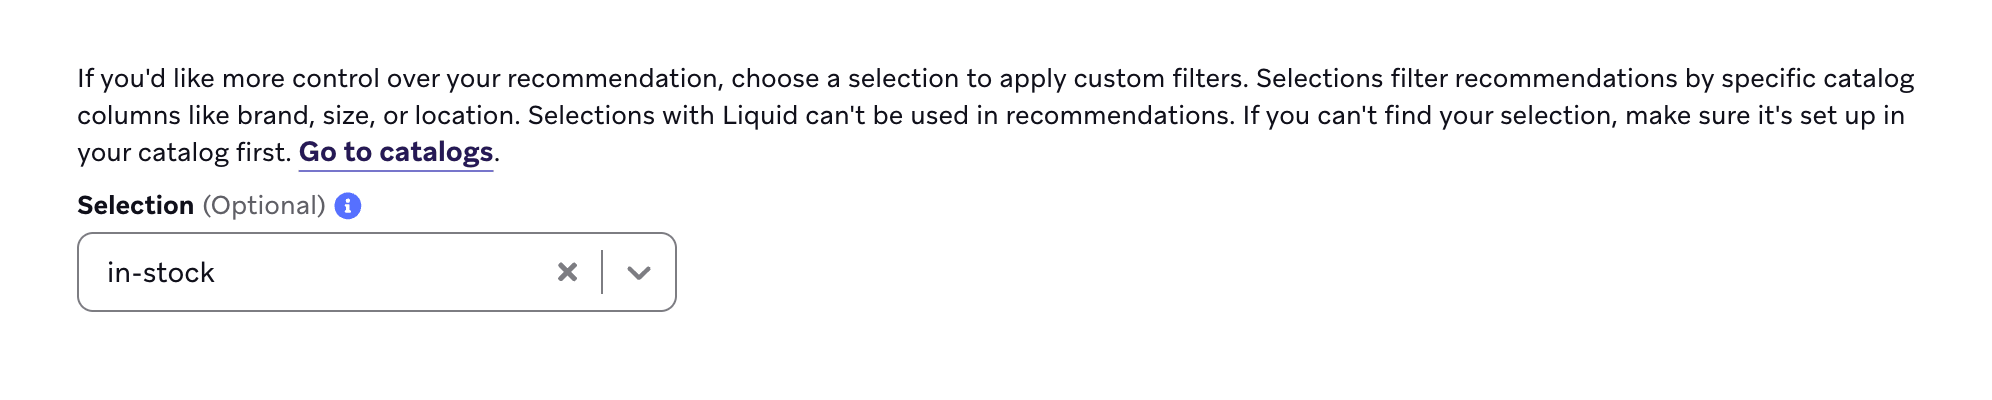 If you'd like more control over your recommendation, choose a selection to apply custom filters. Selections filter recommendations by specific catalog
columns like brand, size, or location. Selections with Liquid can't be used in recommendations. If you can't find your selection, make sure it's set up in
your catalog first. Go to catalogs.
Selection (Optional)
in-stock